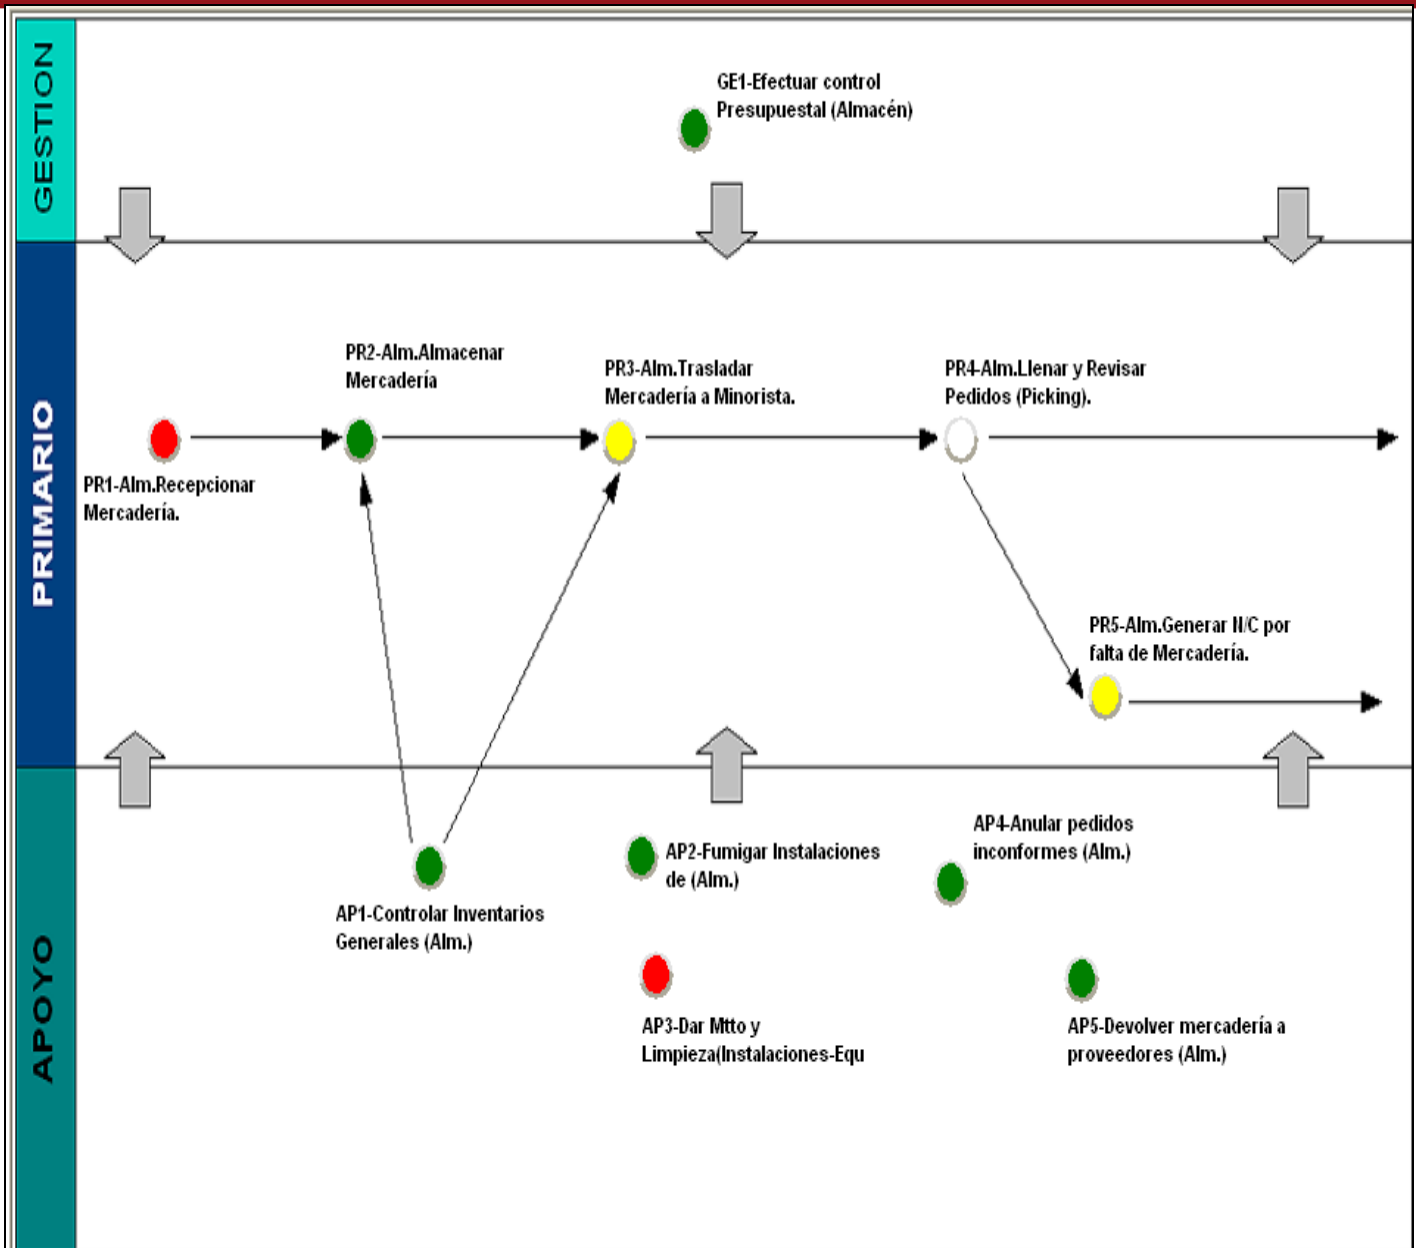 GESTION
GE1-Efectuar control
Presupuestal (Almacén)
PRIMARIO
PR1-Alm.Recepcionar
Mercadería.
PR2-Alm.Almacenar
Mercadería
PR3-Alm.Trasladar
Mercadería a Minorista.
PR4-Alm.Llenar y Revisar
Pedidos (Picking).
PR5-Alm.Generar N/C por
falta de Mercadería.
APOYO
AP1-Controlar Inventarios
Generales (Alm.)
AP2-Fumigar Instalaciones
de (Alm.)
AP3-Dar Mtto y
Limpieza(Instalaciones-Equ
AP4-Anular pedidos
inconformes (Alm.)
AP5-Devolver mercadería a
proveedores (Alm.)